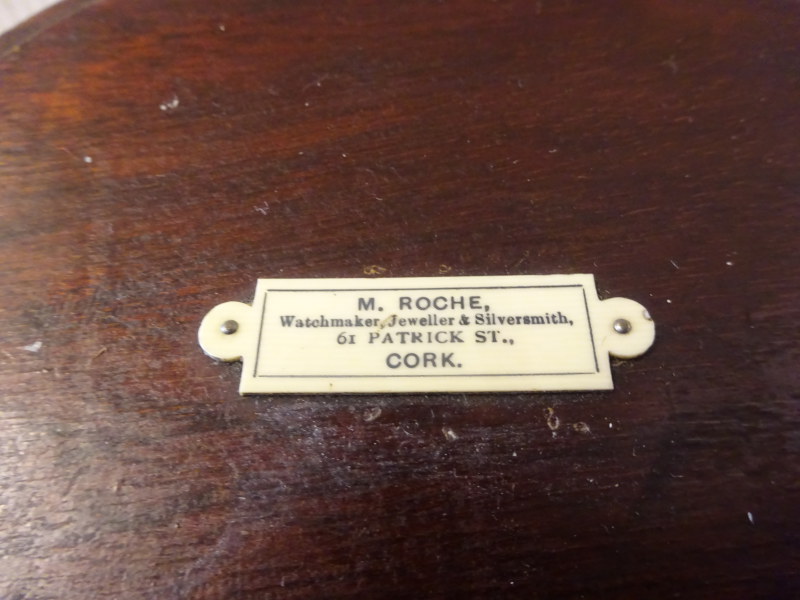 M. ROCHE,
Watchmaker, Jeweller & Silversmith,
61 PATRICK ST.,
CORK.